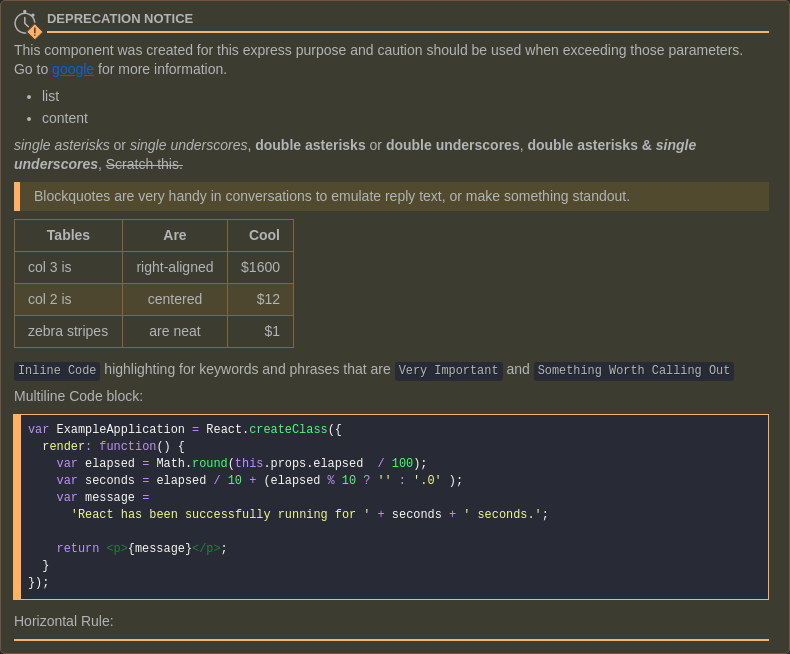 DEPRECATION NOTICE
This component was created for this express purpose and caution should be used when exceeding those parameters.
Go to google for more information.
• list
• content
single asterisks or single underscores, double asterisks or double underscores, double asterisks & single
underscores, Scratch this.
Blockquotes are very handy in conversations to emulate reply text, or make something standout.
Tables Are Cool
col 3 is right-aligned $1600
col 2 is centered $12
zebra stripes are neat $1
Inline Code highlighting for keywords and phrases that are Very Important and Something Worth Calling Out
Multiline Code block:
var ExampleApplication = React.createClass({
  render: function() {
    var elapsed = Math.round(this.props.elapsed  / 100);
    var seconds = elapsed / 10 + (elapsed % 10 ? '' : '.0' );
    var message =
      'React has been successfully running for ' + seconds + ' seconds.';
    return <p>{message}</p>;
  }
});
Horizontal Rule: